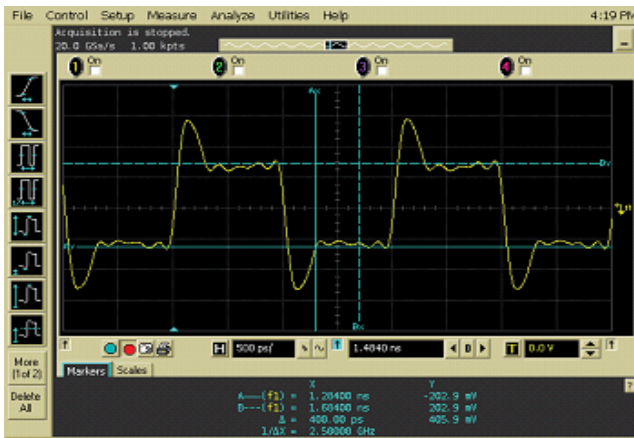 File Control Setup Measure Analyze Utilities Help 4:19 PM
Acquisition is stopped.
20.0 GSa/s 1.00 kpts
1 On 2 On 3 On 4 On
Ax
By
Ay
Bx
More
(1 of 2)
Delete
All
H 500 ps/ 1.4840 ns 0 T 0.0 V
Markers Scales
X Y
A—(f1) = 1.28400 ns -202.9 mV
B---(f1) = 1.68400 ns 202.9 mV
Δ = 400.00 ps 405.9 mV
1/ΔX = 2.50000 GHz
?